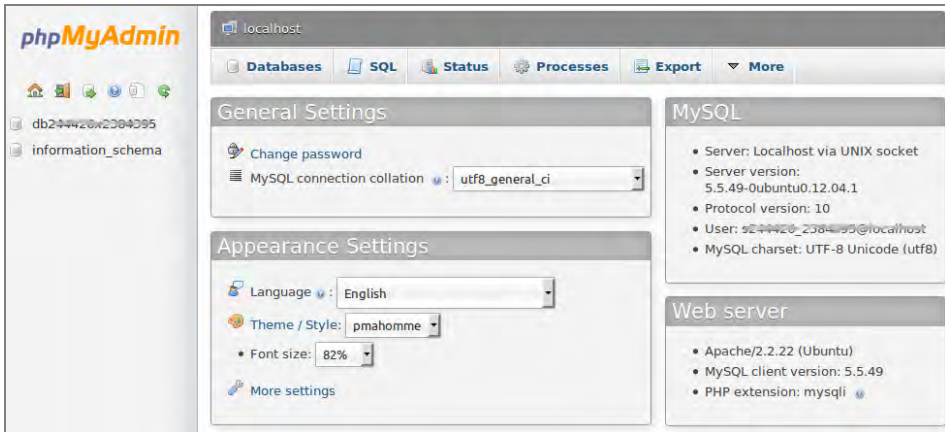 phpMyAdmin
information_schema
localhost
Databases SQL Status Processes Export More
General Settings
Change password
MySQL connection collation : utf8_general_ci
Appearance Settings
Language : English
Theme / Style: pmahomme
• Font size: 82%
More settings
MySQL
• Server: Localhost via UNIX socket
• Server version:
5.5.49-0ubuntu0.12.04.1
• Protocol version: 10
• User:
• MySQL charset: UTF-8 Unicode (utf8)
Web server
• Apache/2.2.22 (Ubuntu)
• MySQL client version: 5.5.49
• PHP extension: mysqli